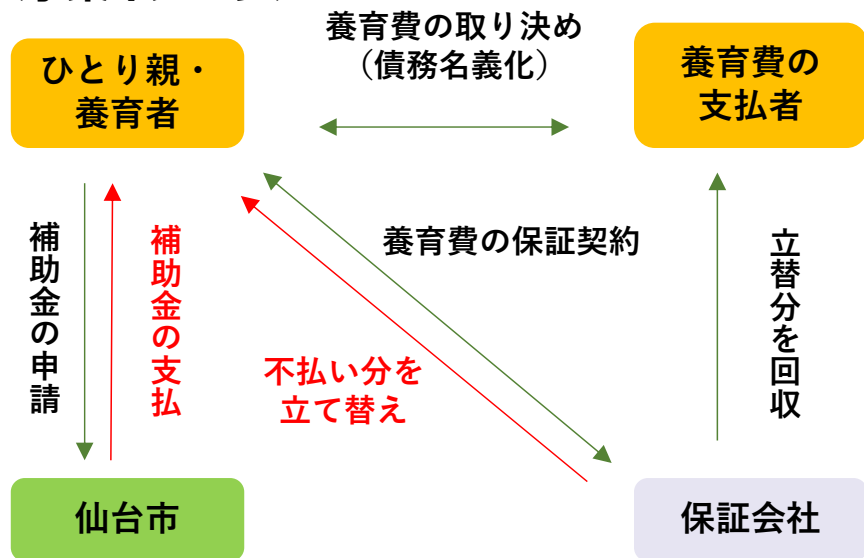 養育費の取り決め
（債務名義化）
ひとり親・
養育者
養育費の
支払者
補助金の申請
補助金の支払
養育費の保証契約
不払い分を
立て替え
立替分を回収
仙台市
保証会社